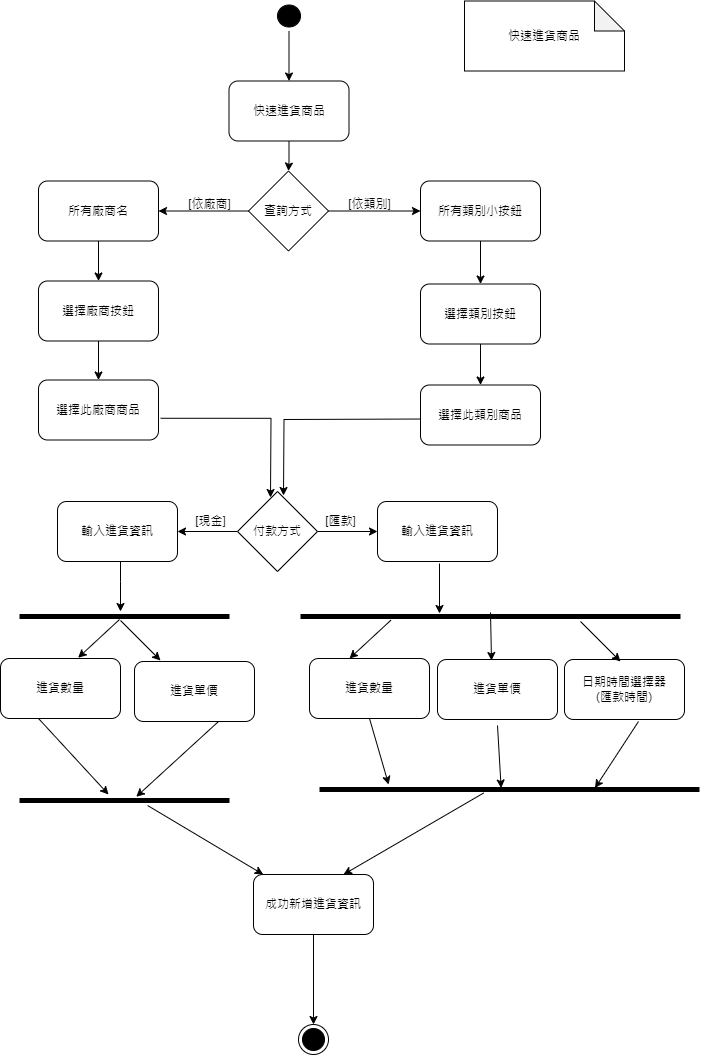 快速進貨商品
快速進貨商品
[依廠商]
查詢方式
[依類別]
所有廠商名
所有類別小按鈕
選擇廠商按鈕
選擇類別按鈕
選擇此廠商商品
選擇此類別商品
[現金]
付款方式
[匯款]
輸入進貨資訊
輸入進貨資訊
進貨數量
進貨單價
進貨數量
進貨單價
日期時間選擇器
(匯款時間)
成功新增進貨資訊